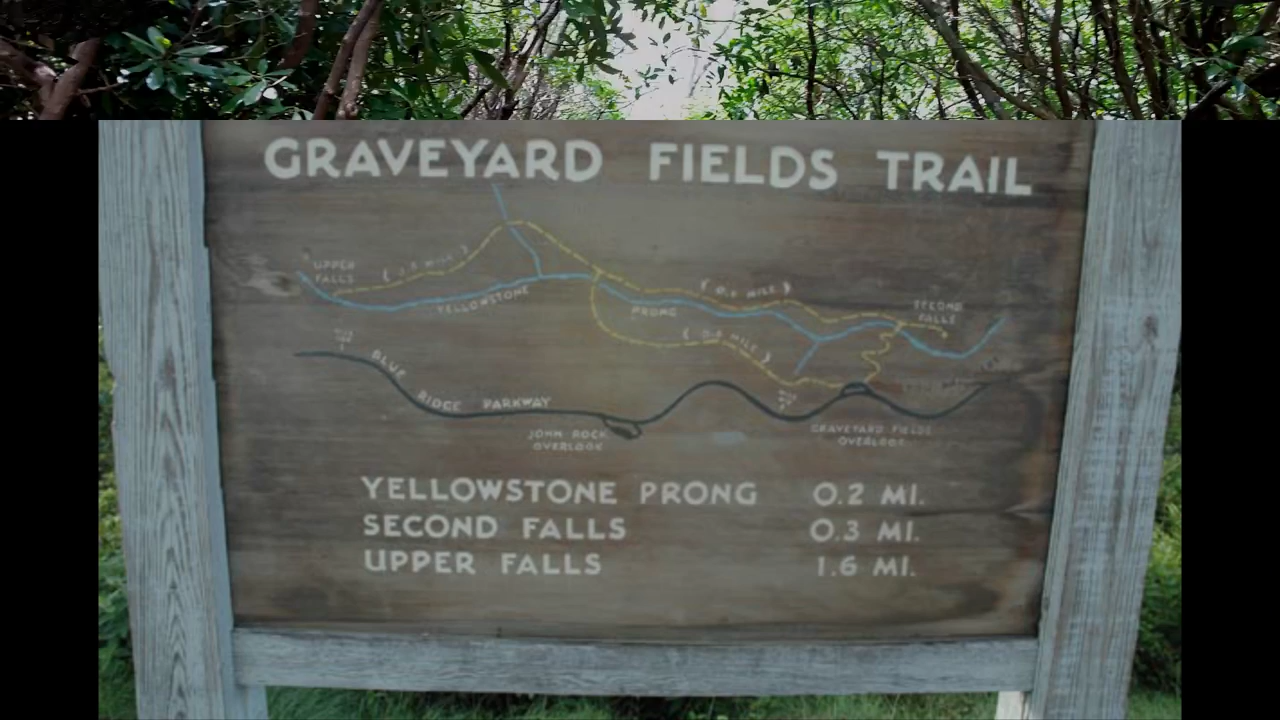 GRAVEYARD FIELDS TRAIL
UPPER
FALLS
YELLOWSTONE
PRONG
SECOND
FALLS
BLUE
RIDGE PARKWAY
JOHN ROCK
OVERLOOK
GRAVEYARD FIELDS
OVERLOOK
YELLOWSTONE PRONG 0.2 MI.
SECOND FALLS 0.3 MI.
UPPER FALLS 1.6 MI.